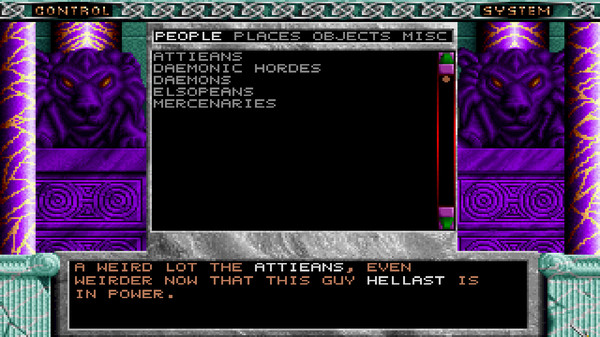 CONTROL SYSTEM
PEOPLE PLACES OBJECTS MISC
ATTIEANS
DAEMONIC HORDES
DAEMONS
ELSOPEANS
MERCENARIES
A WEIRD LOT THE ATTIEANS, EVEN
WEIRDER NOW THAT THIS GUY HELLAST IS
IN POWER.